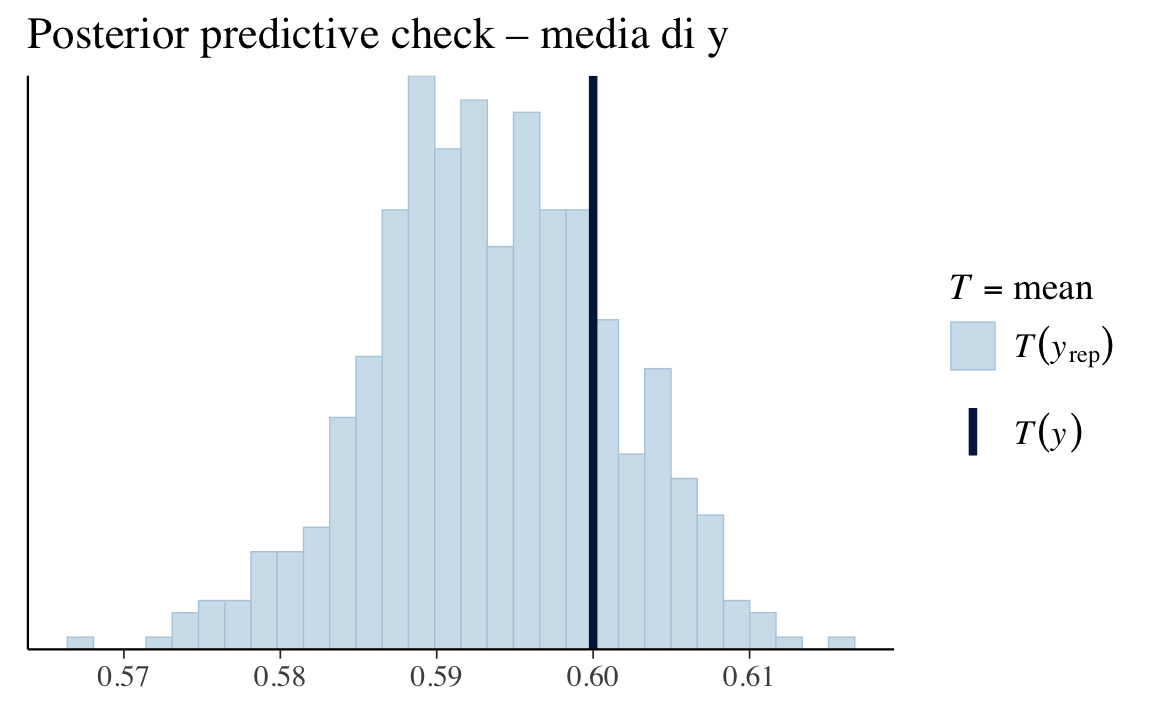 Posterior predictive check – media di y
T = mean
T(yrep)
T(y)
0.57 0.58 0.59 0.60 0.61